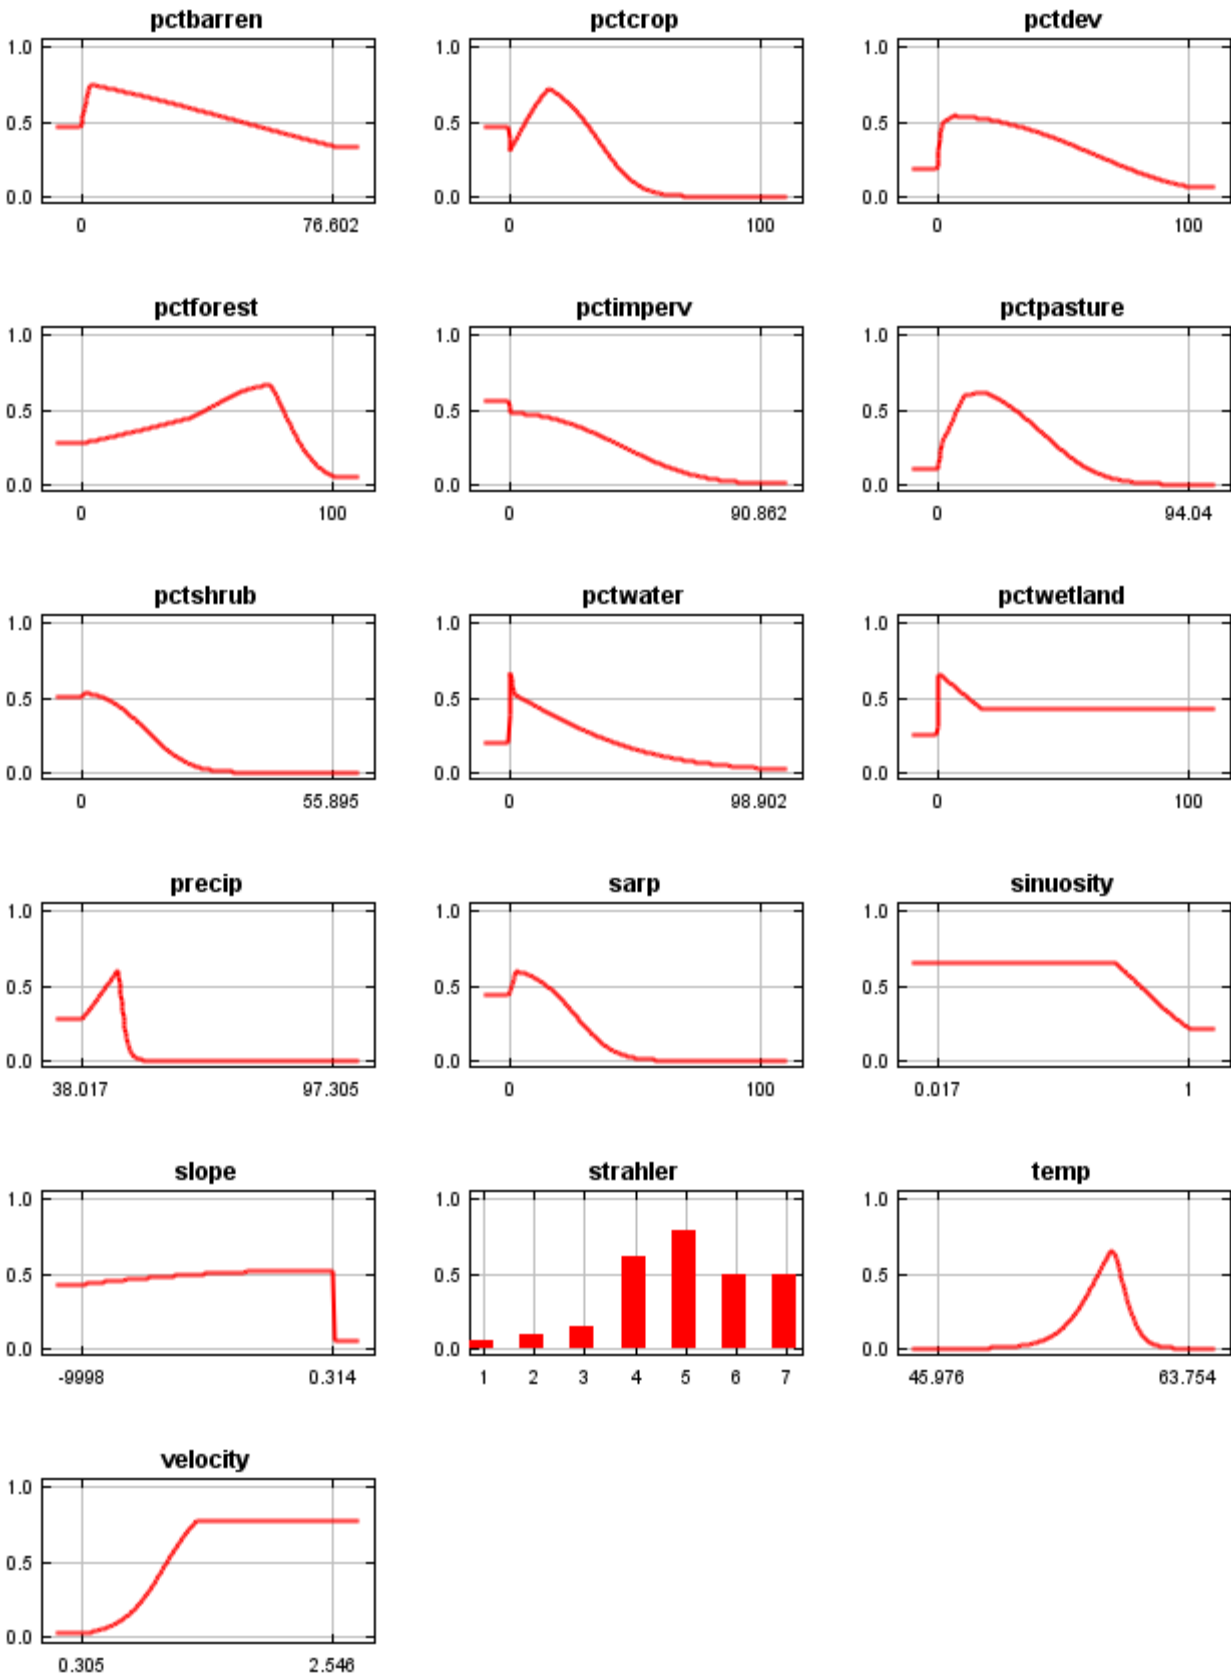 pctbarren pctcrop pctdev
1.0 1.0 1.0
0.5 0.5 0.5
0.0 0.0 0.0
0 76.602 0 100 0 100
pctforest pctimperv pctpasture
1.0 1.0 1.0
0.5 0.5 0.5
0.0 0.0 0.0
0 100 0 90.862 0 94.04
pctshrub pctwater pctwetland
1.0 1.0 1.0
0.5 0.5 0.5
0.0 0.0 0.0
0 55.895 0 98.902 0 100
precip sarp sinuosity
1.0 1.0 1.0
0.5 0.5 0.5
0.0 0.0 0.0
38.017 97.305 0 100 0.017 1
slope strahler temp
1.0 1.0 1.0
0.5 0.5 0.5
0.0 0.0 0.0
-9998 0.314 1 2 3 4 5 6 7 45.976 63.754
velocity
1.0
0.5
0.0
0.305 2.546